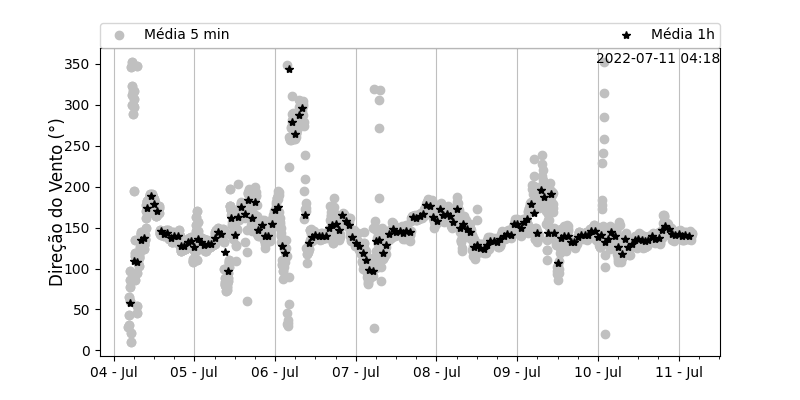 Média 5 min
Média 1h
2022-07-11 04:18
Direção do Vento (°)
350
300
250
200
150
100
50
0
04 - Jul
05 - Jul
06 - Jul
07 - Jul
08 - Jul
09 - Jul
10 - Jul
11 - Jul